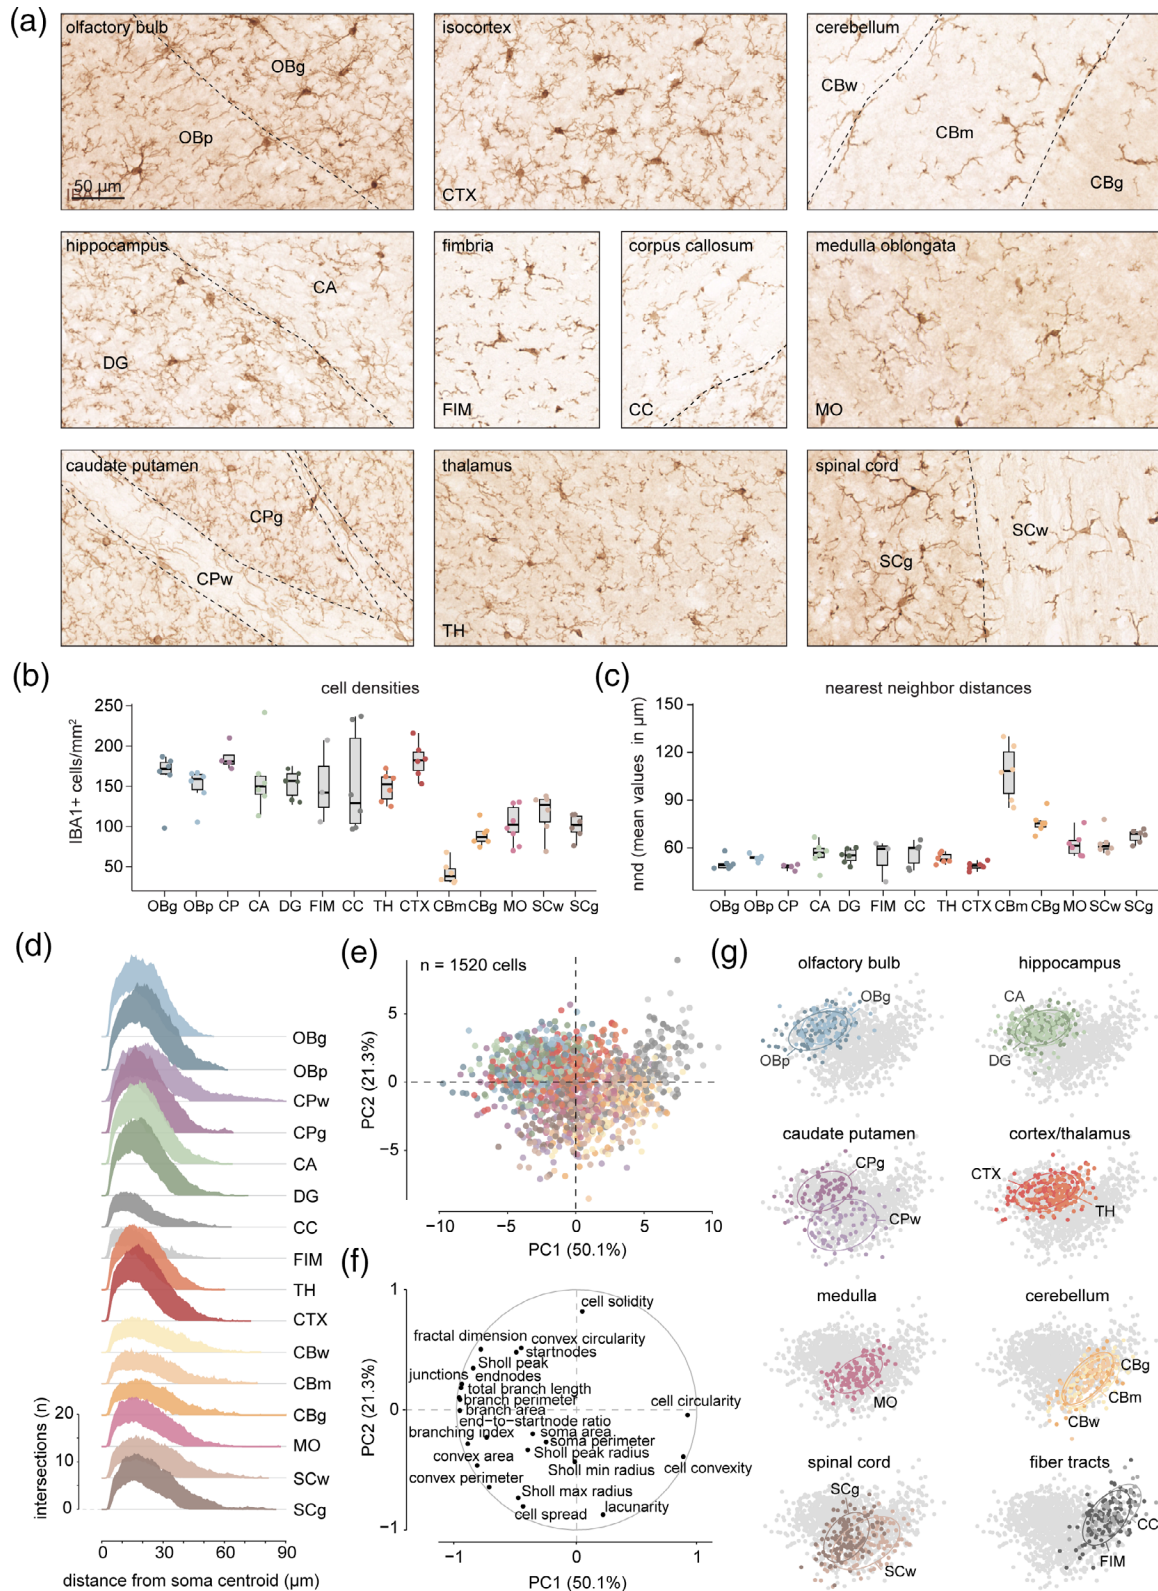 (a)
olfactory bulb
OBg
OBp
50 µm
IBA1
isocortex
CTX
cerebellum
CBw
CBm
CBg
hippocampus
CA
DG
fimbria
FIM
corpus callosum
CC
medulla oblongata
MO
caudate putamen
CPg
CPw
thalamus
TH
spinal cord
SCw
SCg
(b)
cell densities
IBA1+ cells/mm²
250
200
150
100
50
OBg OBp CP CA DG FIM CC TH CTX CBm CBg MO SCw SCg
(c)
nearest neighbor distances
nnd (mean values in µm)
150
120
90
60
OBg OBp CP CA DG FIM CC TH CTX CBm CBg MO SCw SCg
(d)
OBg
OBp
CPw
CPg
CA
DG
CC
FIM
TH
CTX
CBw
CBm
CBg
MO
SCw
SCg
intersections (n)
20
10
0
0 30 60 90
distance from soma centroid (µm)
(e)
n = 1520 cells
PC2 (21.3%)
5
0
−5
−10 −5 0 5 10
PC1 (50.1%)
(f)
PC2 (21.3%)
1
0
−1
cell solidity
fractal dimension
convex circularity
startnodes
Sholl peak
junctions
endnodes
total branch length
branch perimeter
cell circularity
branch area
end−to−startnode ratio
branching index
soma area
soma perimeter
convex area
Sholl peak radius
Sholl min radius
cell convexity
convex perimeter
Sholl max radius
lacunarity
cell spread
−1 0 1
PC1 (50.1%)
(g)
olfactory bulb
OBg
OBp
hippocampus
CA
DG
caudate putamen
CPg
CPw
cortex/thalamus
CTX
TH
medulla
MO
cerebellum
CBg
CBm
CBw
spinal cord
SCg
SCw
fiber tracts
CC
FIM